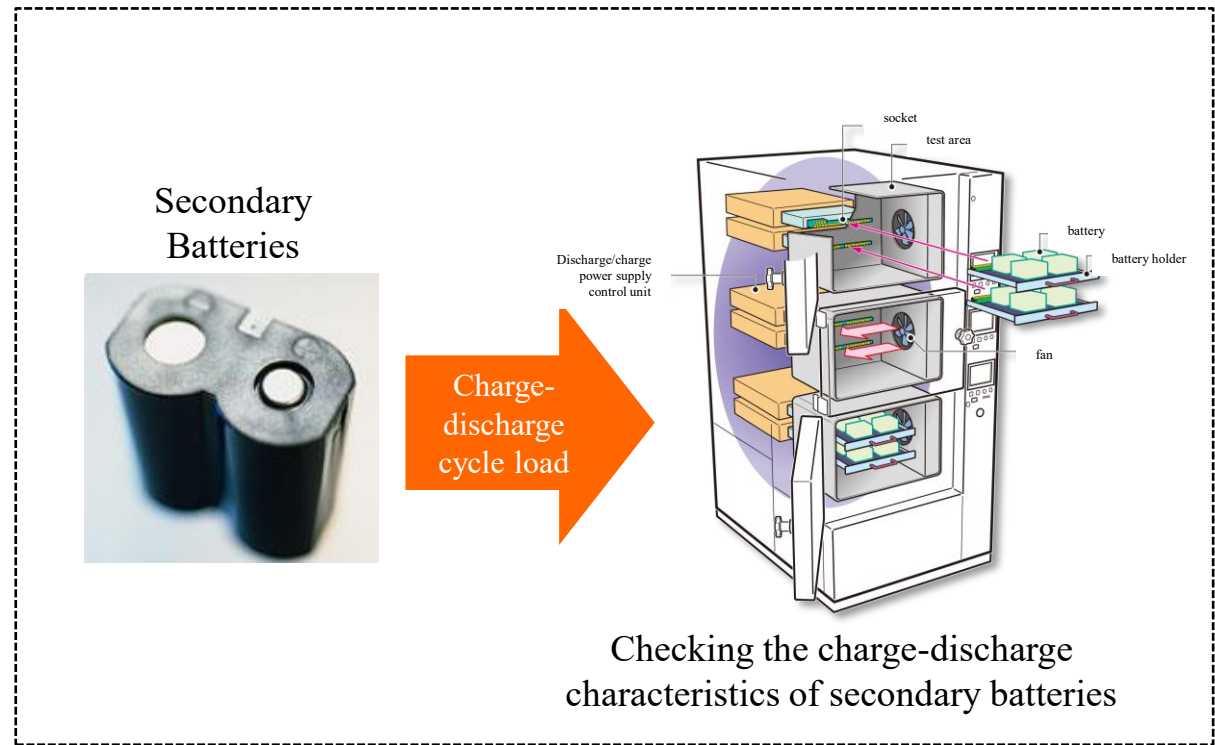 Secondary
Batteries
Charge-
discharge
cycle load
socket
test area
battery
battery holder
Discharge/charge
power supply
control unit
fan
Checking the charge-discharge
characteristics of secondary batteries